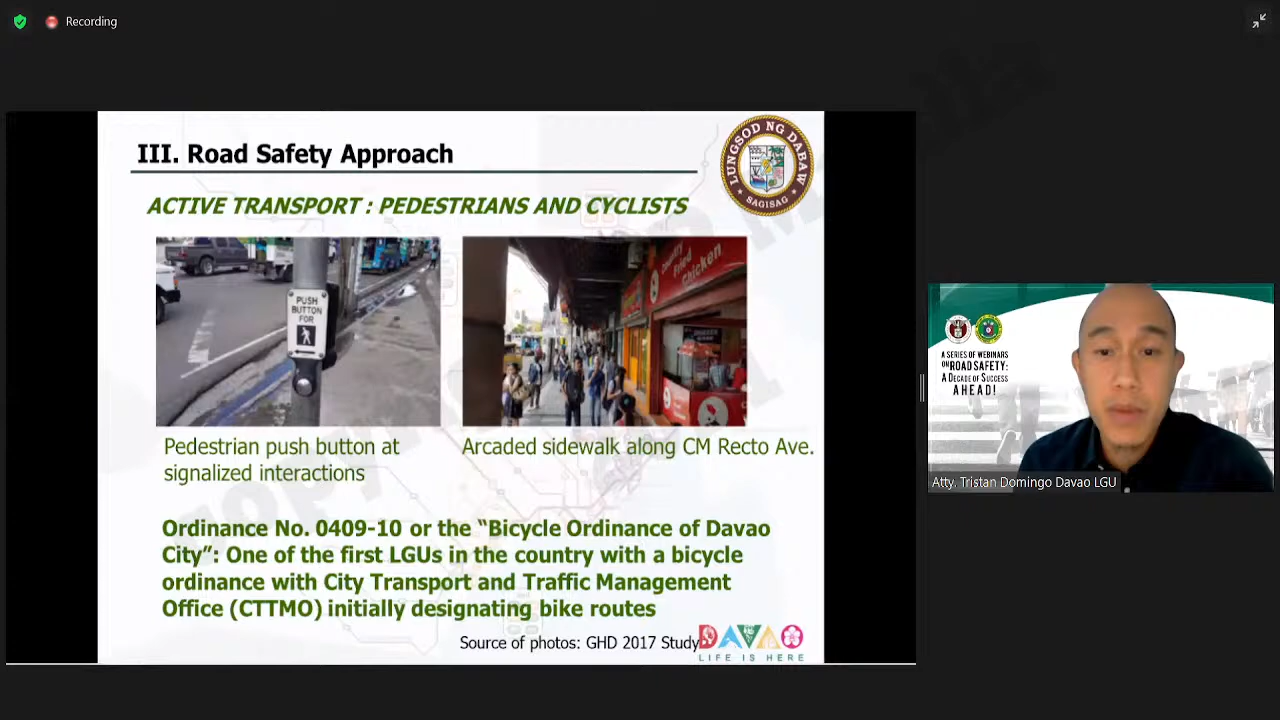 Recording
III. Road Safety Approach
LUNGSOD NG DABAW
SAGISAG
ACTIVE TRANSPORT : PEDESTRIANS AND CYCLISTS
PUSH
BUTTON
FOR
Country
Fried
Chicken
Pedestrian push button at
signalized interactions
Arcaded sidewalk along CM Recto Ave.
Ordinance No. 0409-10 or the “Bicycle Ordinance of Davao
City”: One of the first LGUs in the country with a bicycle
ordinance with City Transport and Traffic Management
Office (CTTMO) initially designating bike routes
Source of photos: GHD 2017 Study
DAVAO
LIFE IS HERE
A SERIES OF WEBINARS
ON ROAD SAFETY:
A DECADE OF SUCCESS
AHEAD!
Atty. Tristan Domingo Davao LGU